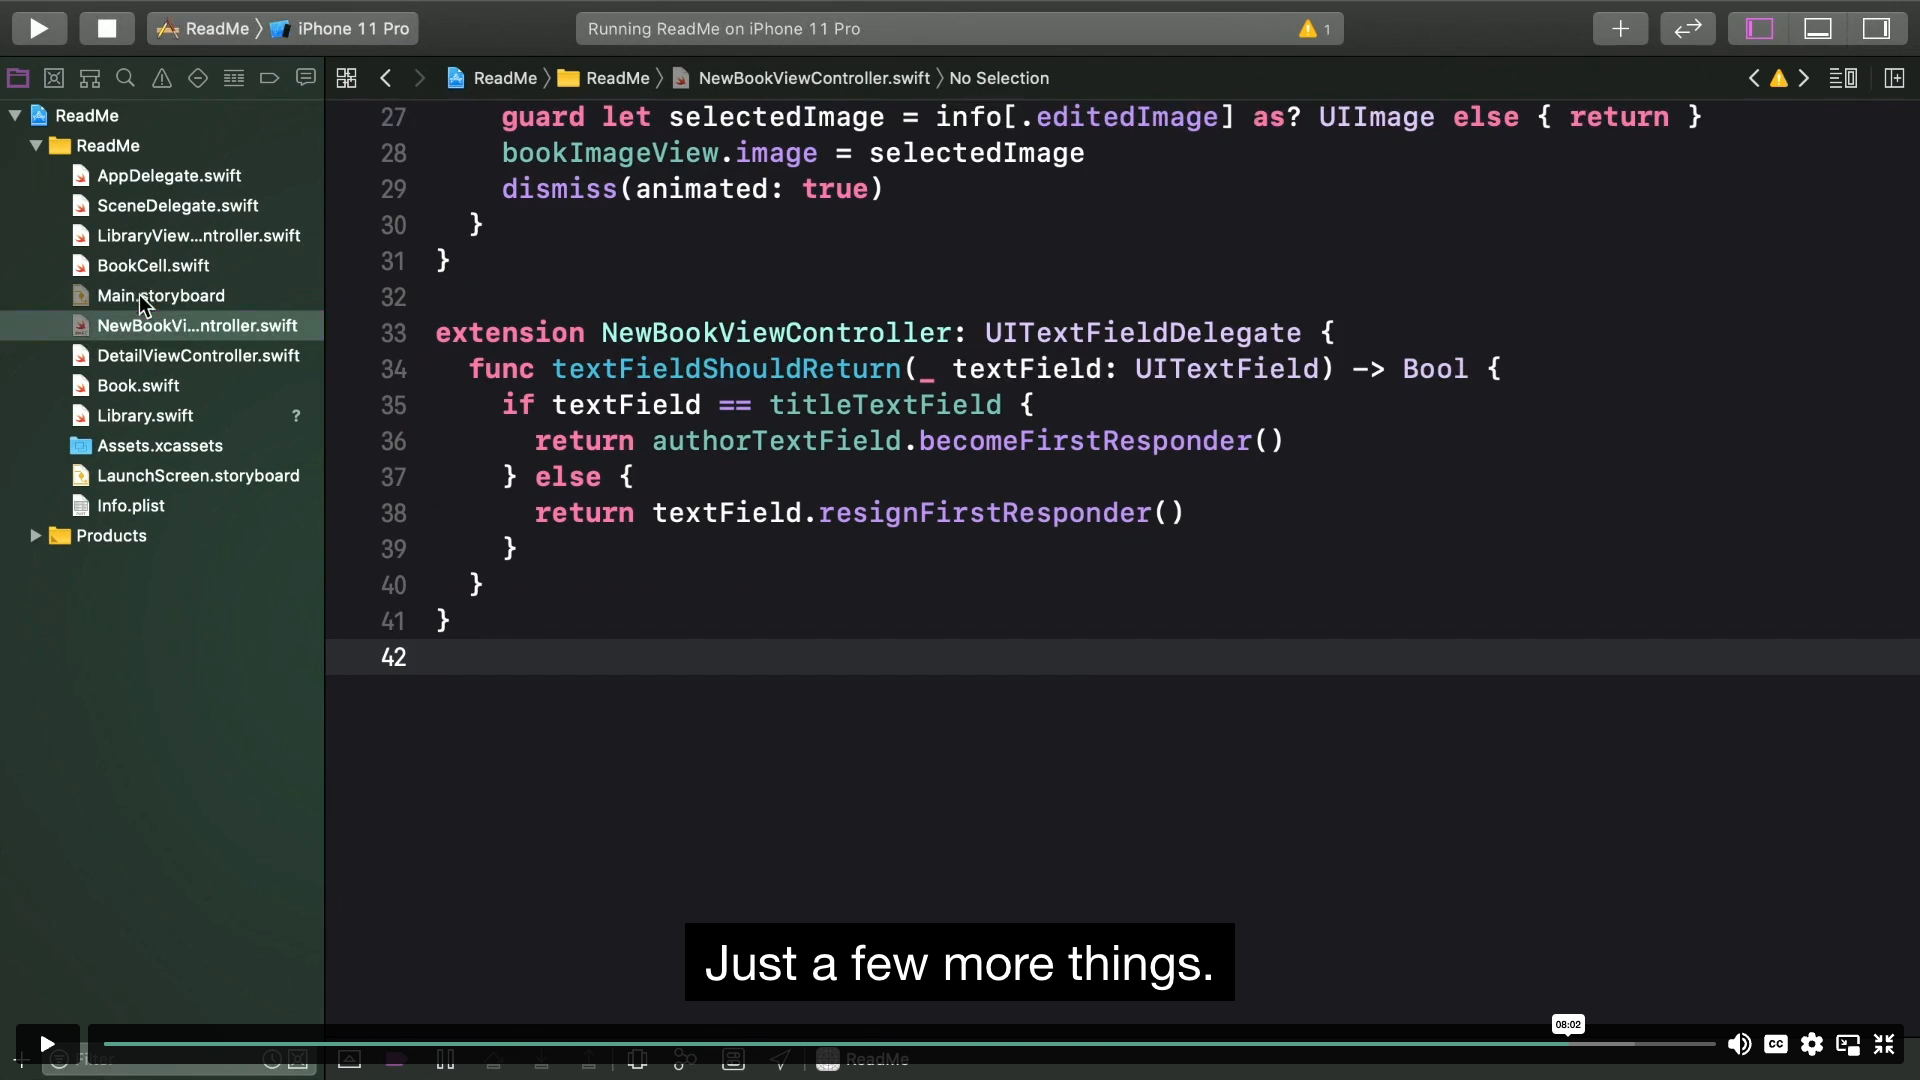 ReadMe 〉 iPhone 11 Pro
Running ReadMe on iPhone 11 Pro
1
ReadMe 〉 ReadMe 〉 NewBookViewController.swift 〉 No Selection
ReadMe
ReadMe
AppDelegate.swift
SceneDelegate.swift
LibraryView...ntroller.swift
BookCell.swift
Main.storyboard
NewBookVi...ntroller.swift
DetailViewController.swift
Book.swift
Library.swift ?
Assets.xcassets
LaunchScreen.storyboard
Info.plist
Products
27 guard let selectedImage = info[.editedImage] as? UIImage else { return }
28 bookImageView.image = selectedImage
29 dismiss(animated: true)
30 }
31 }
32
33 extension NewBookViewController: UITextFieldDelegate {
34 func textFieldShouldReturn(_ textField: UITextField) -> Bool {
35 if textField == titleTextField {
36 return authorTextField.becomeFirstResponder()
37 } else {
38 return textField.resignFirstResponder()
39 }
40 }
41 }
42
Just a few more things.
08:02
CC
Filter
ReadMe